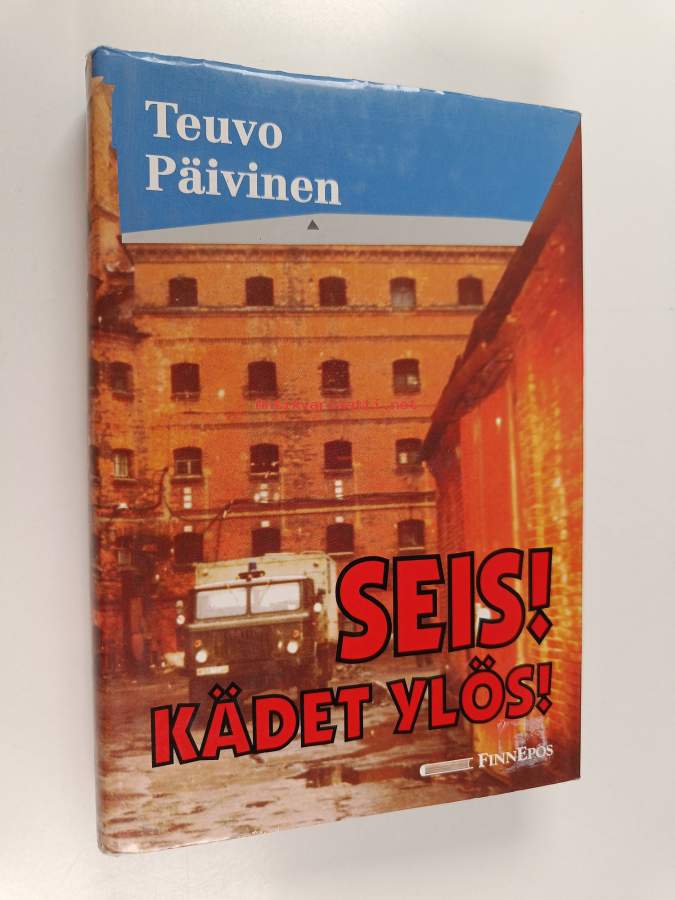 Teuvo
Päivinen
SEIS!
KÄDET YLÖS!
FINNEPOS